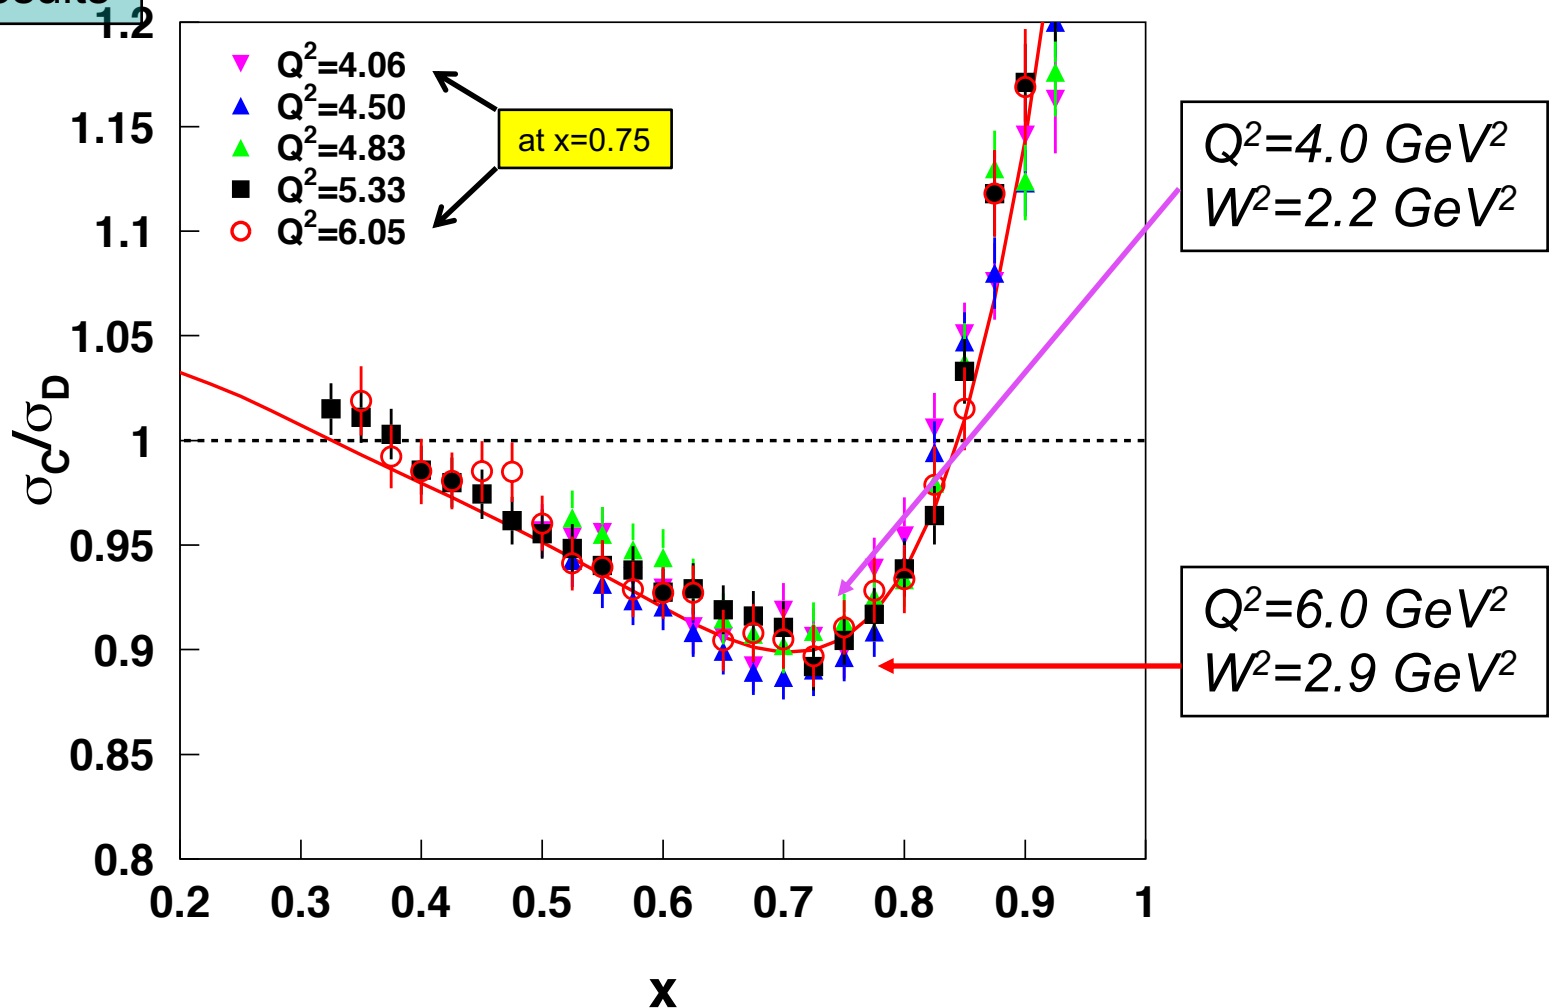 1.2
Q²=4.06
Q²=4.50
Q²=4.83
Q²=5.33
Q²=6.05
at x=0.75
1.15
1.1
1.05
1
0.95
0.9
0.85
0.8
σC/σD
0.2 0.3 0.4 0.5 0.6 0.7 0.8 0.9 1
x
Q²=4.0 GeV²
W²=2.2 GeV²
Q²=6.0 GeV²
W²=2.9 GeV²